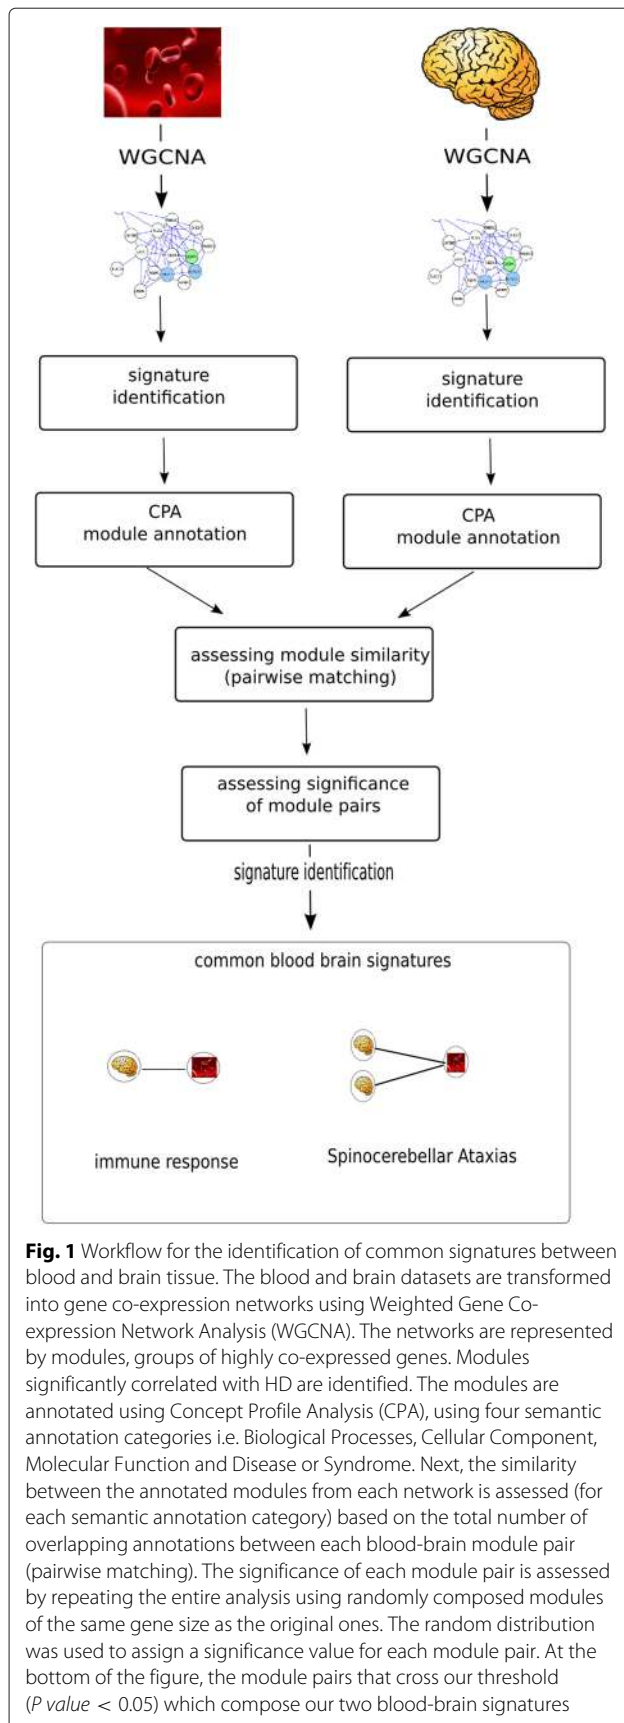 WGCNA
WGCNA
signature
identification
signature
identification
CPA
module annotation
CPA
module annotation
assessing module similarity
(pairwise matching)
assessing significance
of module pairs
signature identification
common blood brain signatures
immune response
Spinocerebellar Ataxias
Fig. 1 Workflow for the identification of common signatures between
blood and brain tissue. The blood and brain datasets are transformed
into gene co-expression networks using Weighted Gene Co-
expression Network Analysis (WGCNA). The networks are represented
by modules, groups of highly co-expressed genes. Modules
significantly correlated with HD are identified. The modules are
annotated using Concept Profile Analysis (CPA), using four semantic
annotation categories i.e. Biological Processes, Cellular Component,
Molecular Function and Disease or Syndrome. Next, the similarity
between the annotated modules from each network is assessed (for
each semantic annotation category) based on the total number of
overlapping annotations between each blood-brain module pair
(pairwise matching). The significance of each module pair is assessed
by repeating the entire analysis using randomly composed modules
of the same gene size as the original ones. The random distribution
was used to assign a significance value for each module pair. At the
bottom of the figure, the module pairs that cross our threshold
(P value < 0.05) which compose our two blood-brain signatures